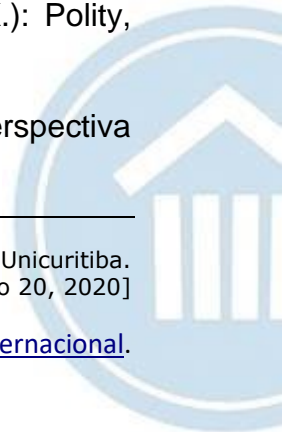 .): Polity,
erspectiva
Unicuritiba.
o 20, 2020]
ernacional.